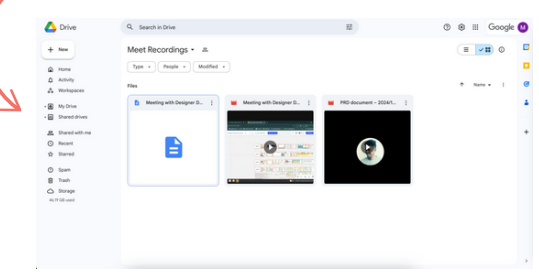 Drive
Search in Drive
Google
M
New
Home
Activity
Workspaces
My Drive
Shared drives
Shared with me
Recent
Starred
Spam
Trash
Storage
Meet Recordings
Type
People
Modified
Files
Name
Meeting with Designer G...
Meeting with Designer G...
PRD document – 2024/1...